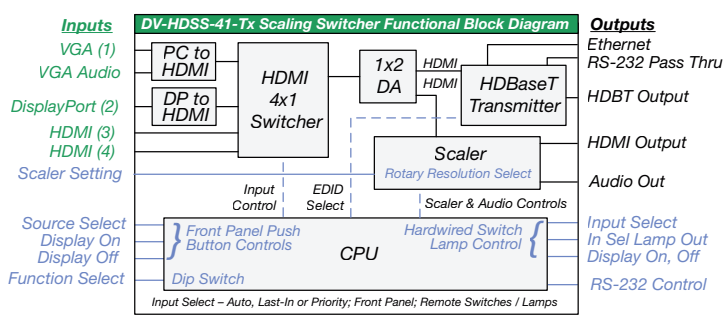 Inputs
DV-HDSS-41-Tx Scaling Switcher Functional Block Diagram
Outputs
VGA (1)
VGA Audio
DisplayPort (2)
HDMI (3)
HDMI (4)
Scaler Setting
PC to
HDMI
DP to
HDMI
HDMI
4x1
Switcher
1x2
DA
HDMI
HDMI
HDBaseT
Transmitter
Ethernet
RS-232 Pass Thru
HDBT Output
HDMI Output
Audio Out
Scaler
Rotary Resolution Select
Input
Control
EDID
Select
Scaler & Audio Controls
Source Select
Display On
Display Off
Function Select
} Front Panel Push
Button Controls
Dip Switch
CPU
Hardwired Switch
Lamp Control {
Input Select
In Sel Lamp Out
Display On, Off
RS-232 Control
Input Select – Auto, Last-In or Priority; Front Panel; Remote Switches / Lamps